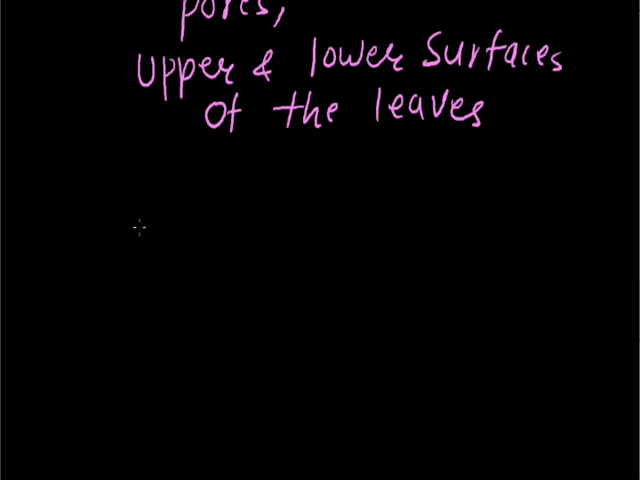 pores,
upper & lower surfaces
of the leaves